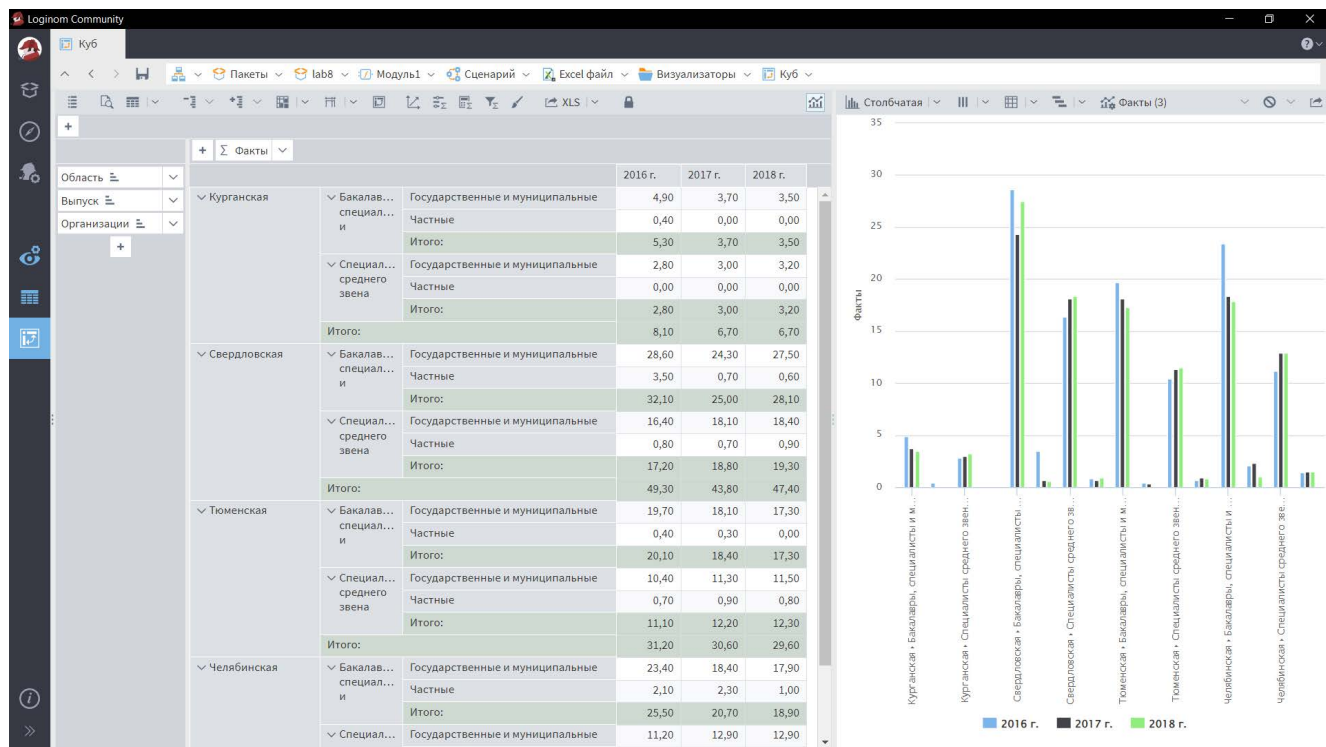 Loginom Community
Куб
Пакеты lab8 Модуль1 Сценарий Excel файл Визуализаторы Куб
XLS
Столбчатая Факты (3)
+
+ Σ Факты
Область
Выпуск
Организации
+
2016 г. 2017 г. 2018 г.
Курганская Бакалав... Государственные и муниципальные 4,90 3,70 3,50
специал... Частные 0,40 0,00 0,00
и Итого: 5,30 3,70 3,50
Специал... Государственные и муниципальные 2,80 3,00 3,20
среднего Частные 0,00 0,00 0,00
звена Итого: 2,80 3,00 3,20
Итого: 8,10 6,70 6,70
Свердловская Бакалав... Государственные и муниципальные 28,60 24,30 27,50
специал... Частные 3,50 0,70 0,60
и Итого: 32,10 25,00 28,10
Специал... Государственные и муниципальные 16,40 18,10 18,40
среднего Частные 0,80 0,70 0,90
звена Итого: 17,20 18,80 19,30
Итого: 49,30 43,80 47,40
Тюменская Бакалав... Государственные и муниципальные 19,70 18,10 17,30
специал... Частные 0,40 0,30 0,00
и Итого: 20,10 18,40 17,30
Специал... Государственные и муниципальные 10,40 11,30 11,50
среднего Частные 0,70 0,90 0,80
звена Итого: 11,10 12,20 12,30
Итого: 31,20 30,60 29,60
Челябинская Бакалав... Государственные и муниципальные 23,40 18,40 17,90
специал... Частные 2,10 2,30 1,00
и Итого: 25,50 20,70 18,90
Специал... Государственные и муниципальные 11,20 12,90 12,90
35
30
25
20
15
10
5
0
Факты
Курганская • Бакалавры, специалисты и м...
Курганская • Специалисты среднего звен...
Свердловская • Бакалавры, специалисты ...
Свердловская • Специалисты среднего зв...
Тюменская • Бакалавры, специалисты и м...
Тюменская • Специалисты среднего звен...
Челябинская • Бакалавры, специалисты и ...
Челябинская • Специалисты среднего зве...
2016 г. 2017 г. 2018 г.